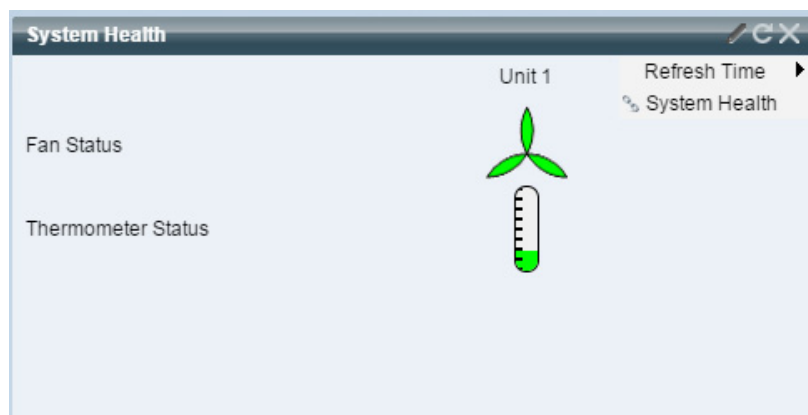 System Health
Unit 1
Refresh Time
System Health
Fan Status
Thermometer Status